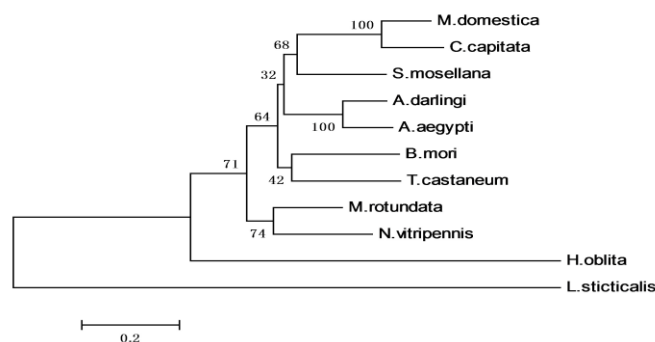 M.domestica
100
C.capitata
68
S.mosellana
32
A.darlingi
100
A.aegypti
64
B.mori
42
T.castaneum
71
M.rotundata
74
N.vitripennis
H.oblita
L.sticticalis
0.2